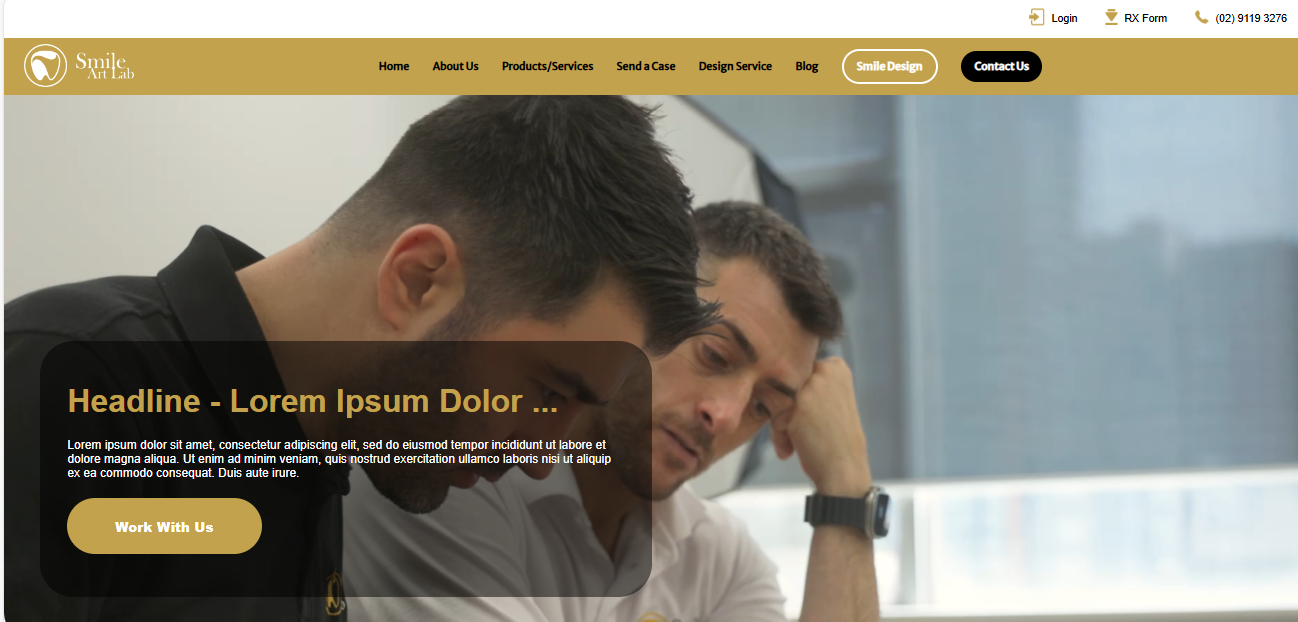 Login
RX Form
(02) 9119 3276
Smile
Art Lab
Home
About Us
Products/Services
Send a Case
Design Service
Blog
Smile Design
Contact Us
Headline - Lorem Ipsum Dolor ...
Lorem ipsum dolor sit amet, consectetur adipiscing elit, sed do eiusmod tempor incididunt ut labore et
dolore magna aliqua. Ut enim ad minim veniam, quis nostrud exercitation ullamco laboris nisi ut aliquip
ex ea commodo consequat. Duis aute irure.
Work With Us